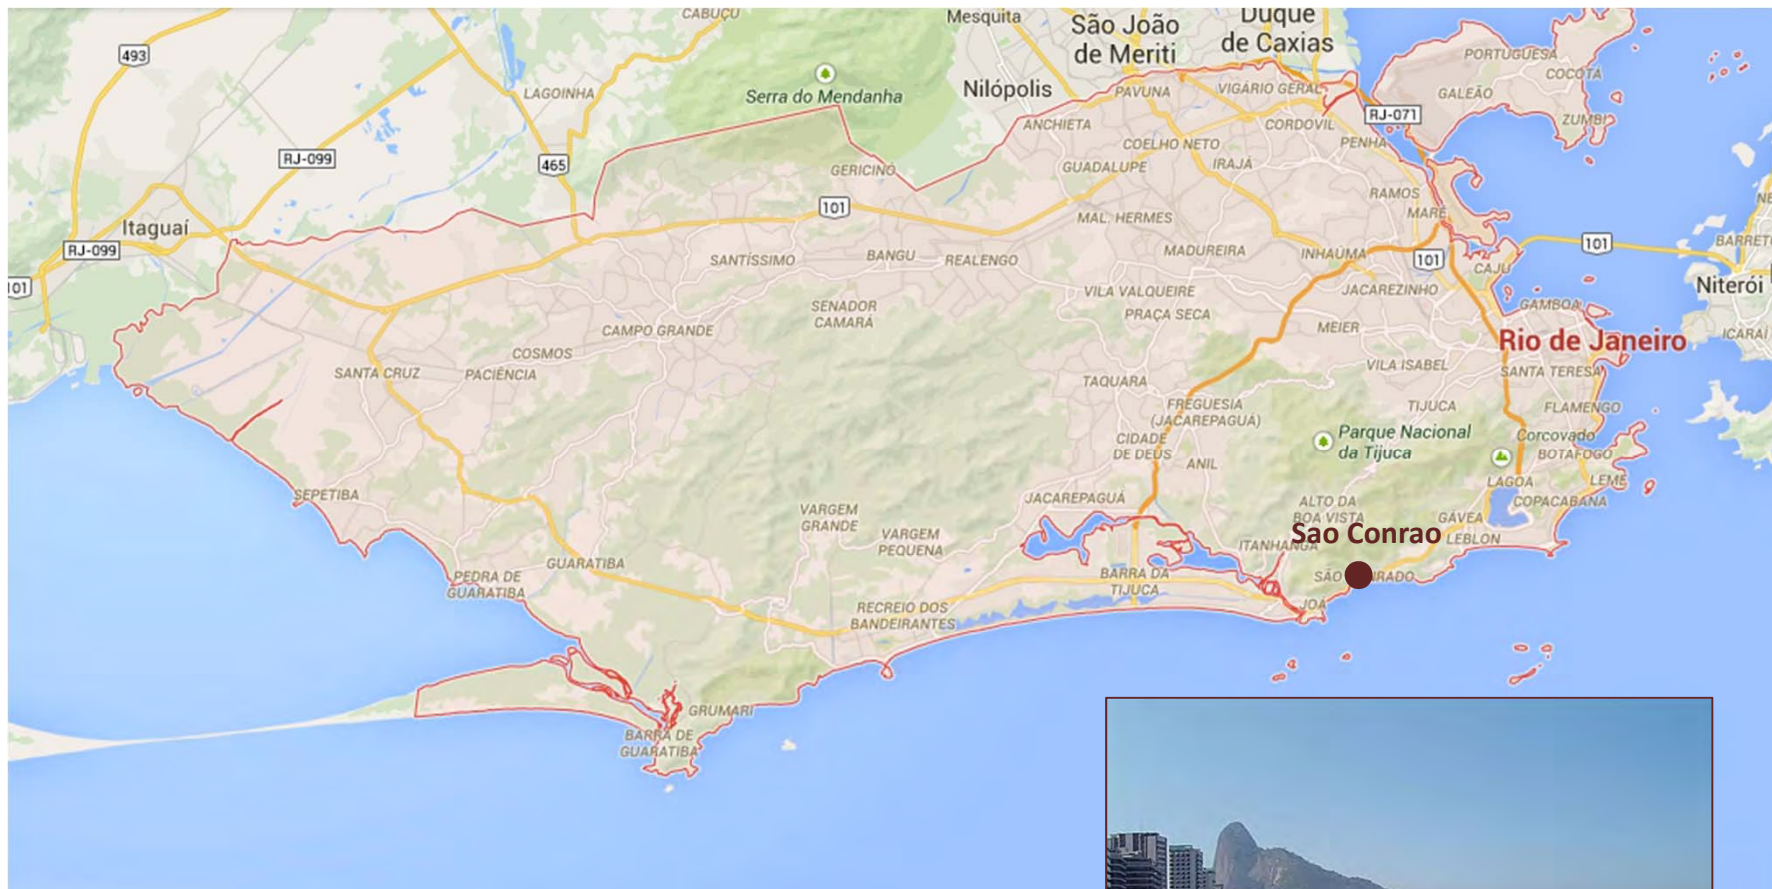 CABUÇU
Mesquita
São João
de Meriti
Duque
de Caxias
493
LAGOINHA
Serra do Mendanha
Nilópolis
PAVUNA
VIGÁRIO GERAL
PORTUGUESA
COCOTÁ
GALEÃO
ZUMBI
RJ-071
ANCHIETA
CORDOVIL
PENHA
COELHO NETO
IRAJÁ
GUADALUPE
RJ-099
465
GERICINÓ
RAMOS
MARÉ
101
MAL. HERMES
Itaguaí
RJ-099
SANTÍSSIMO
BANGU
REALENGO
MADUREIRA
INHAÚMA
101
CAJU
101
BARRETO
Niterói
101
VILA VALQUEIRE
JACAREZINHO
GAMBOA
SENADOR
CAMARÁ
PRAÇA SECA
CAMPO GRANDE
MEIER
Rio de Janeiro
ICARAÍ
COSMOS
SANTA CRUZ
PACIÊNCIA
VILA ISABEL
SANTA TERESA
TAQUARA
FREGUESIA
(JACAREPAGUÁ)
TIJUCA
FLAMENGO
CIDADE
DE DEUS
Parque Nacional
da Tijuca
Corcovado
BOTAFOGO
ANIL
LAGOA
LEME
SEPETIBA
JACAREPAGUÁ
ALTO DA
BOA VISTA
COPACABANA
VARGEM
GRANDE
GÁVEA
Sao Conrao
LEBLON
VARGEM
PEQUENA
ITANHANGÁ
GUARATIBA
PEDRA DE
GUARATIBA
BARRA DA
TIJUCA
SÃO
RADO
JOÁ
RECREIO DOS
BANDEIRANTES
GRUMARI
BARRA DE
GUARATIBA